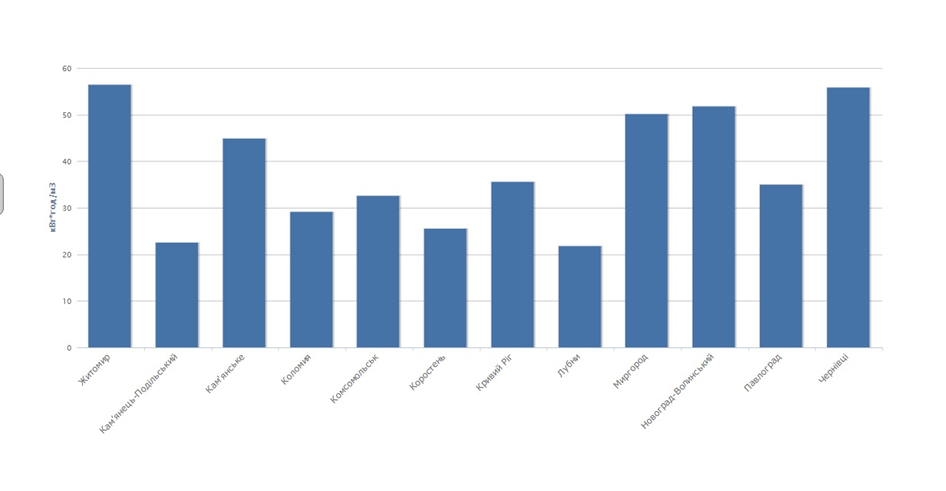 60
50
40
30
20
10
0
кВт*год/м3
Житомир
Кам'янець-Подільський
Кам'янське
Коломия
Комсомольськ
Коростень
Кривий Ріг
Лубни
Миргород
Новоград-Волинський
Павлоград
Чернівці